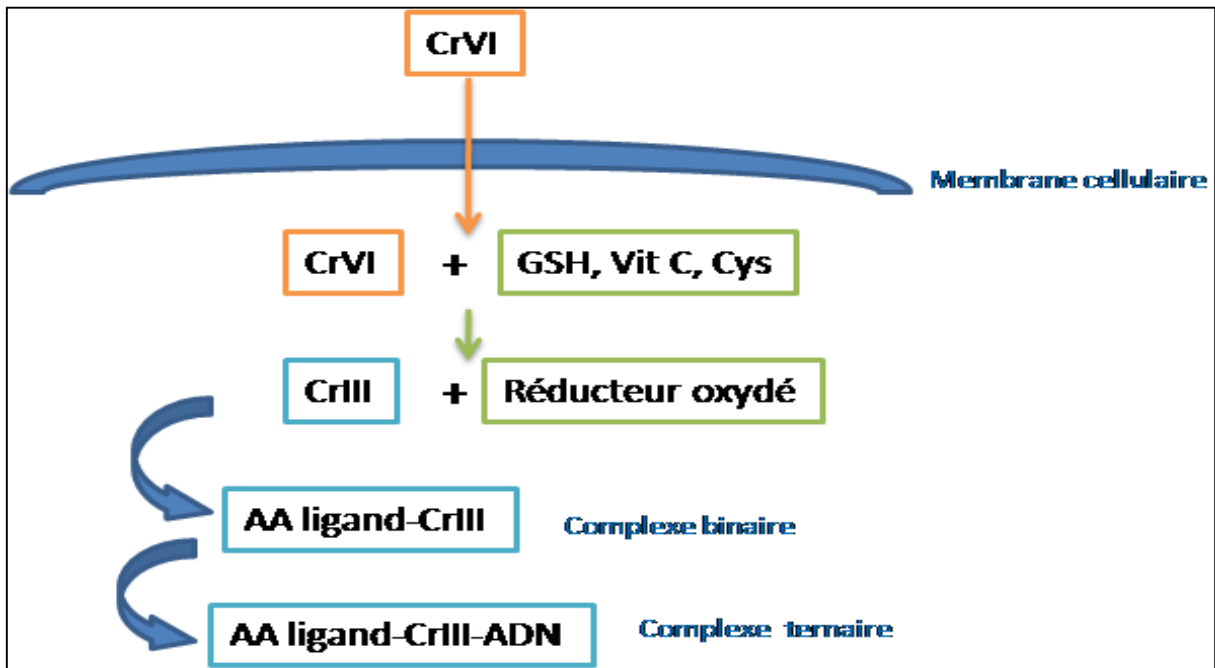 CrVI
Membrane cellulaire
CrVI + GSH, Vit C, Cys
CrIII + Réducteur oxydé
AA ligand-CrIII Complexe binaire
AA ligand-CrIII-ADN Complexe ternaire